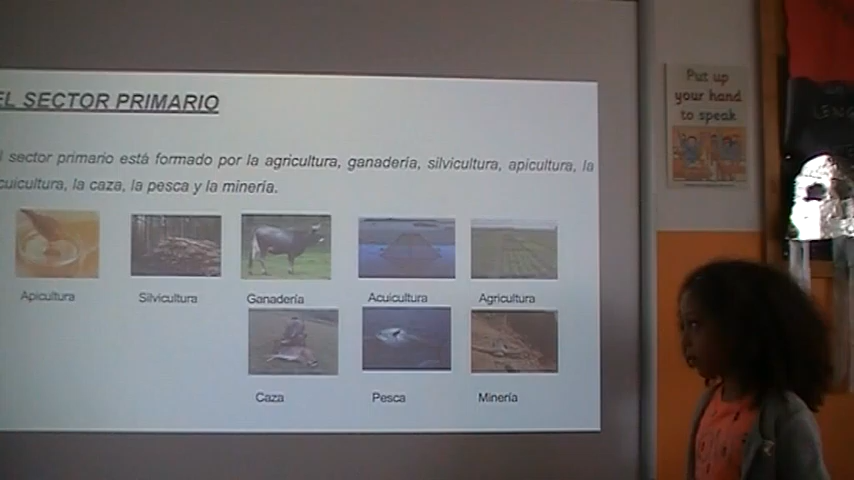 EL SECTOR PRIMARIO
l sector primario está formado por la agricultura, ganadería, silvicultura, apicultura, la
cuicultura, la caza, la pesca y la minería.
Apicultura
Silvicultura
Ganadería
Acuicultura
Agricultura
Caza
Pesca
Minería
Put up
your hand
to speak